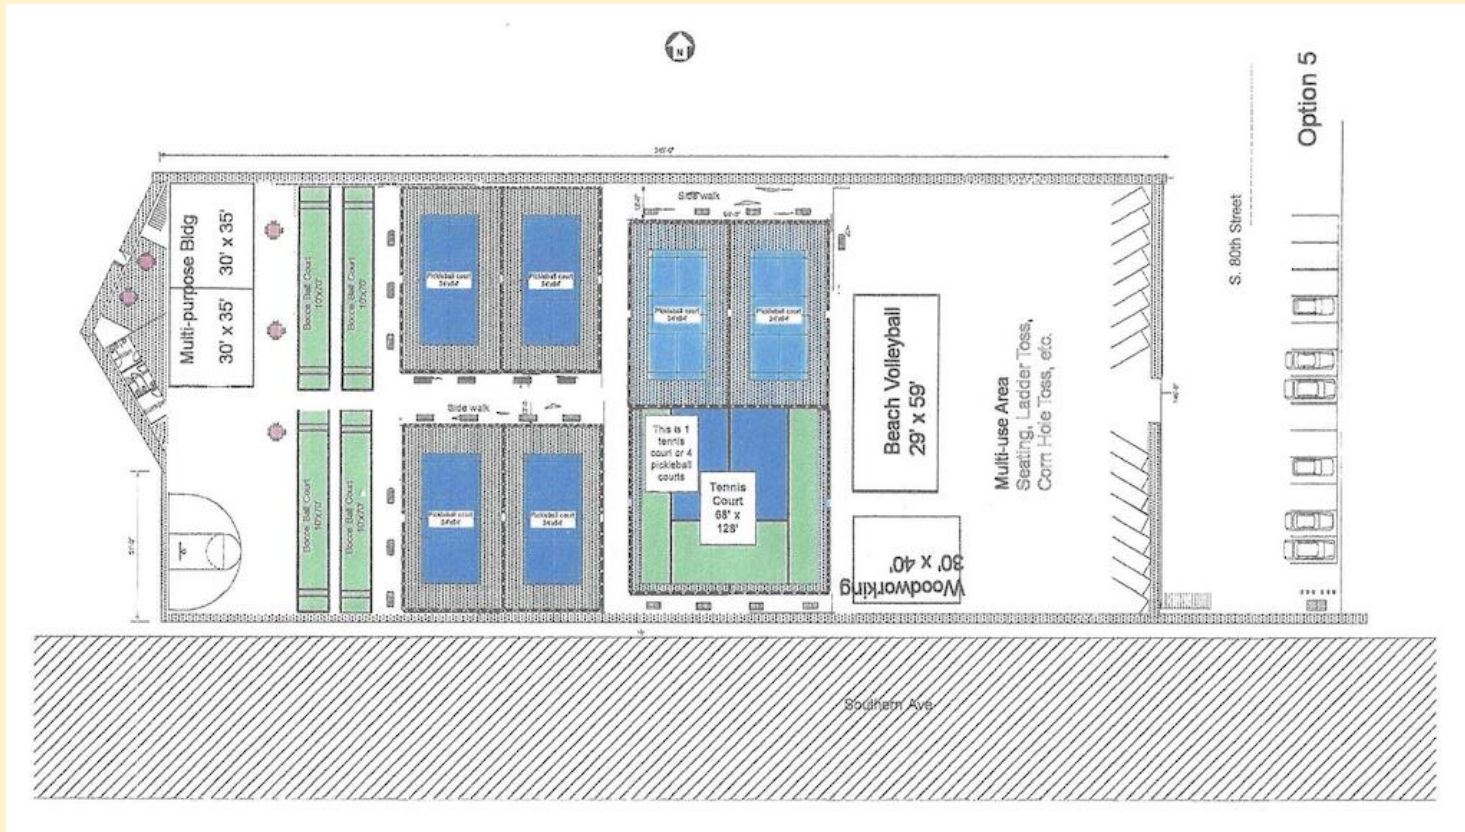 N
Option 5
S. 80th Street
Side walk
Multi-purpose Bldg
30' x 35'
30' x 35'
Bocce Ball Court
10'x70'
Bocce Ball Court
10'x70'
Pickleball court
34'x64'
Pickleball court
34'x64'
Pickleball court
34'x64'
Pickleball court
34'x64'
Beach Volleyball
29' x 59'
Multi-use Area
Seating, Ladder Toss,
Corn Hole Toss, etc.
Side walk
Bocce Ball Court
10'x70'
Bocce Ball Court
10'x70'
Pickleball court
34'x64'
Pickleball court
34'x64'
This is 1
tennis
court or 4
pickleball
courts
Tennis
Court
68' x
128'
Woodworking
30' x 40'
Southern Ave